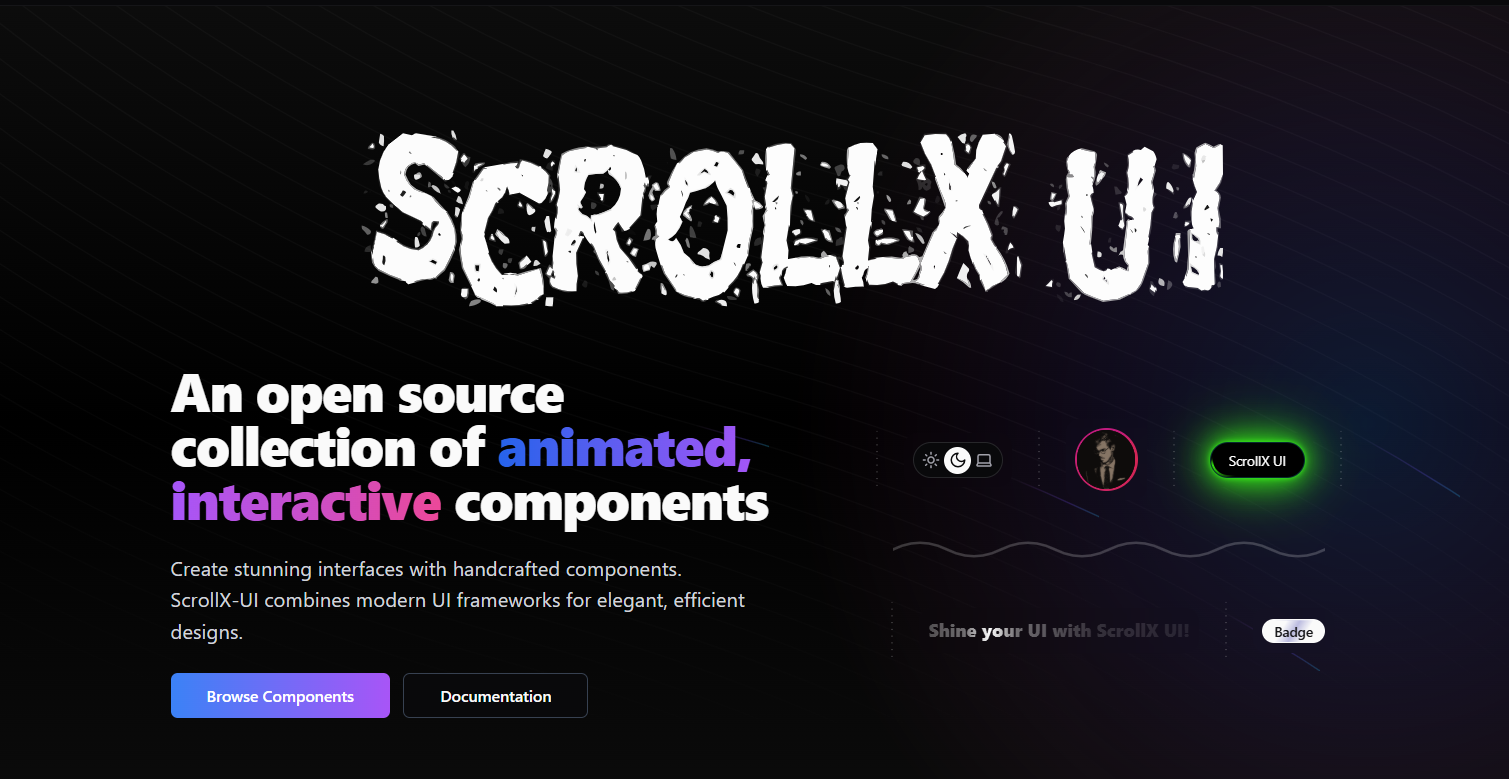 SCROLLX UI
An open source
collection of animated,
interactive components
Create stunning interfaces with handcrafted components.
ScrollX-UI combines modern UI frameworks for elegant, efficient
designs.
Browse Components
Documentation
ScrollX UI
Shine your UI with ScrollX UI!
Badge